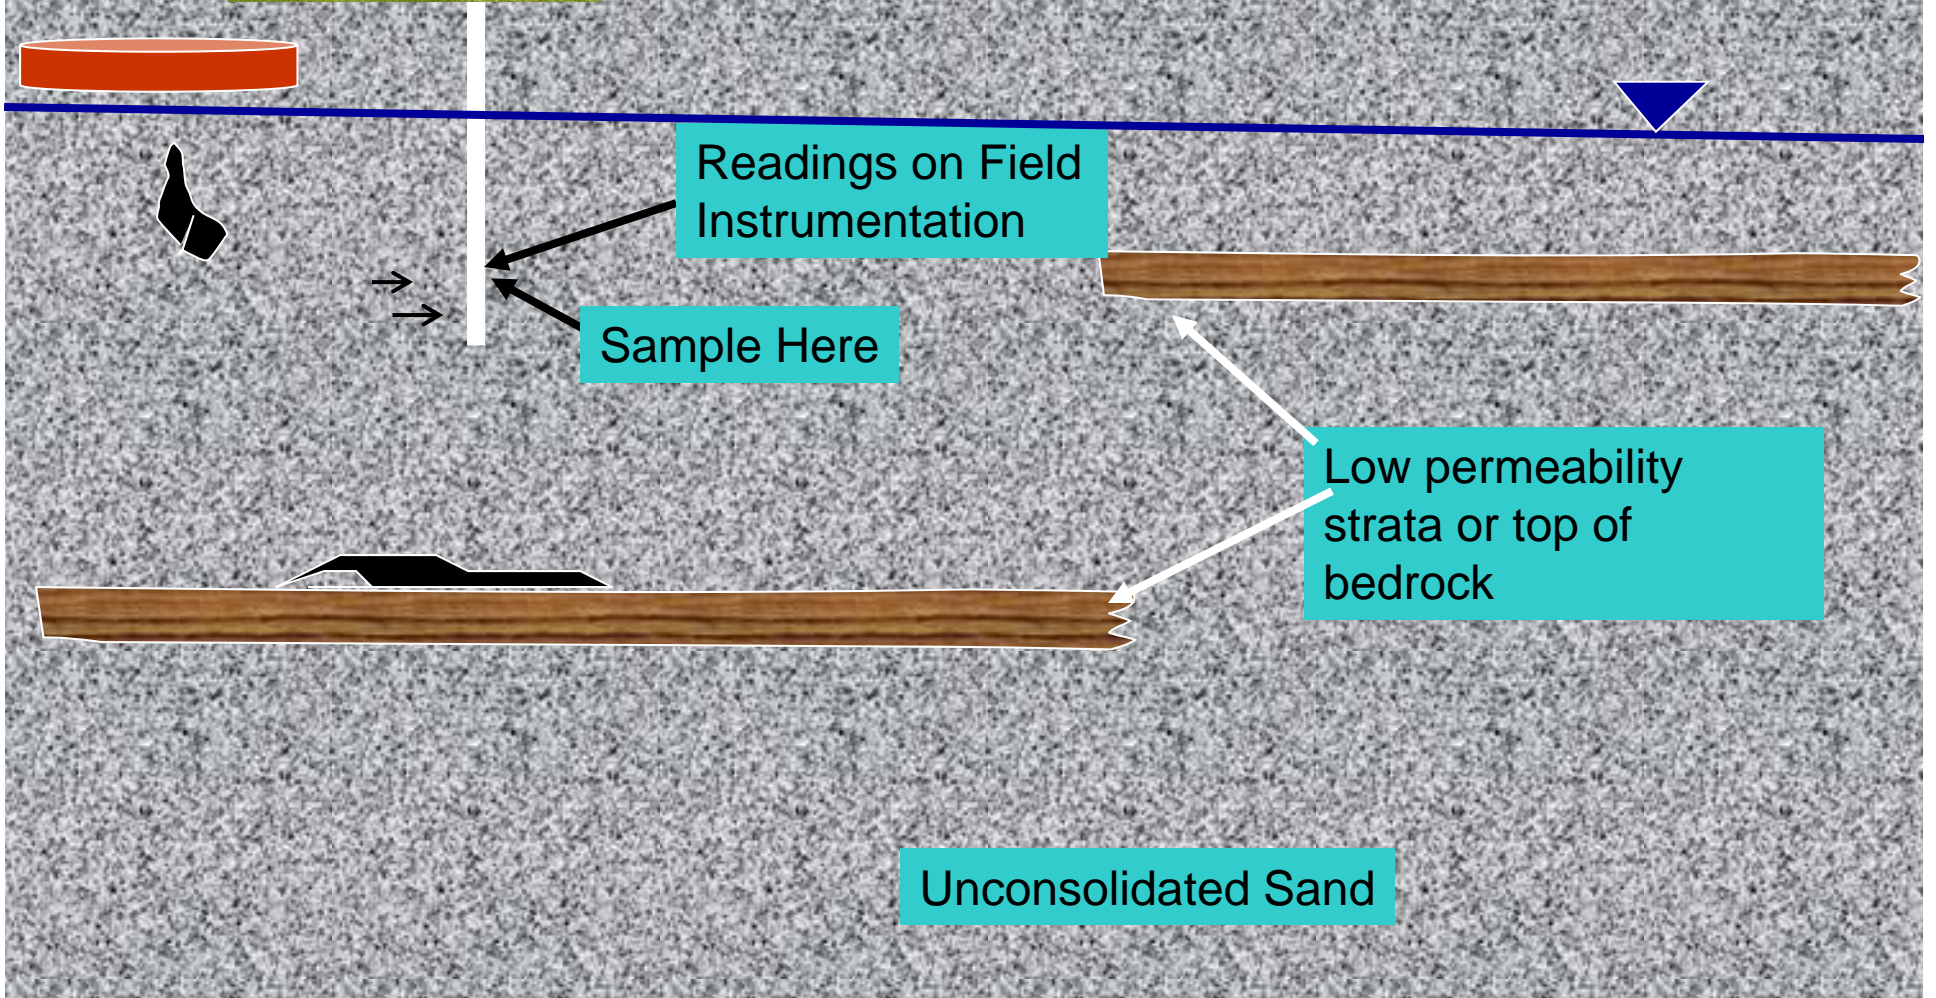 Readings on Field
Instrumentation
Sample Here
Low permeability
strata or top of
bedrock
Unconsolidated Sand